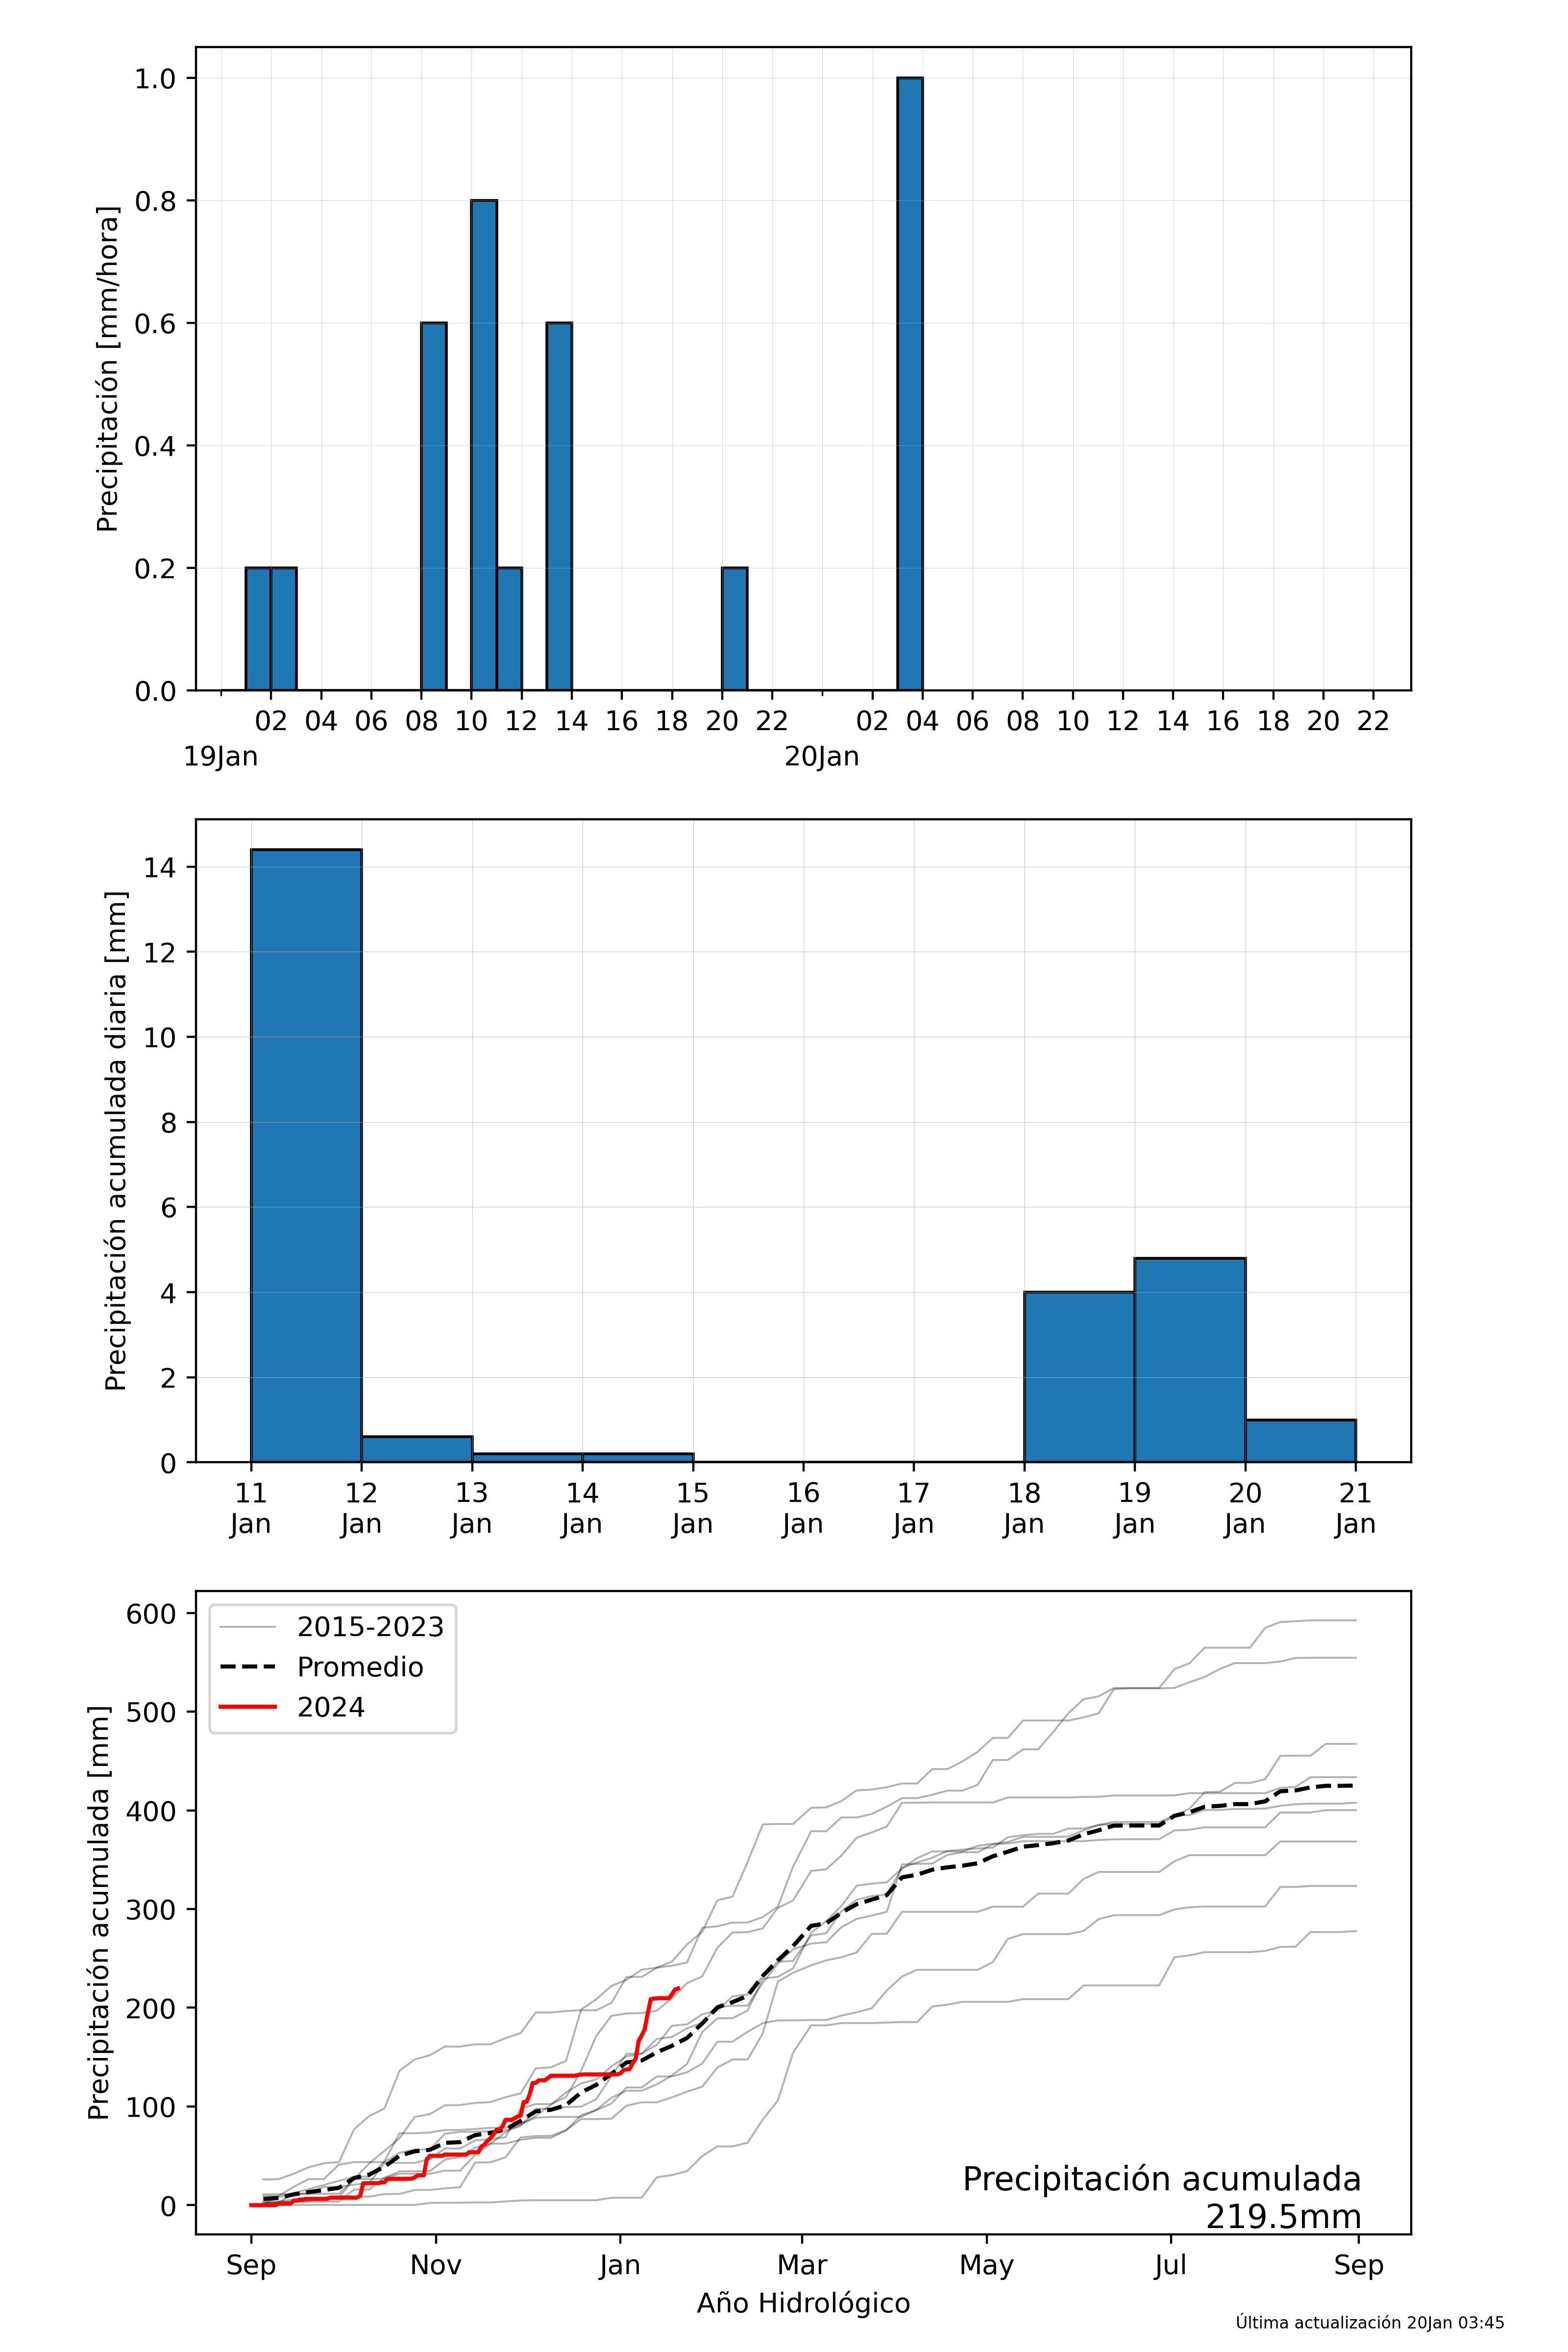 Precipitación [mm/hora]
1.0
0.8
0.6
0.4
0.2
0.0
02 04 06 08 10 12 14 16 18 20 22 02 04 06 08 10 12 14 16 18 20 22
19Jan 20Jan
Precipitación acumulada diaria [mm]
14
12
10
8
6
4
2
0
11 12 13 14 15 16 17 18 19 20 21
Jan Jan Jan Jan Jan Jan Jan Jan Jan Jan Jan
Precipitación acumulada [mm]
600
500
400
300
200
100
0
2015-2023
Promedio
2024
Precipitación acumulada
219.5mm
Sep Nov Jan Mar May Jul Sep
Año Hidrológico
Última actualización 20Jan 03:45